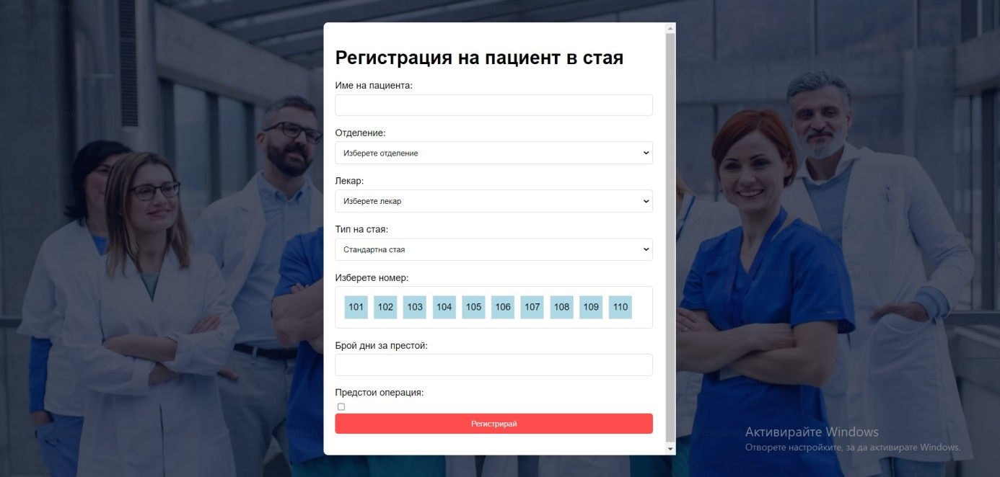 Регистрация на пациент в стая
Име на пациента:
Отделение:
Изберете отделение
Лекар:
Изберете лекар
Тип на стая:
Стандартна стая
Изберете номер:
101 102 103 104 105 106 107 108 109 110
Брой дни за престой:
Предстои операция:
Регистрирай
Активирайте Windows
Отворете настройките, за да активирате Windows.